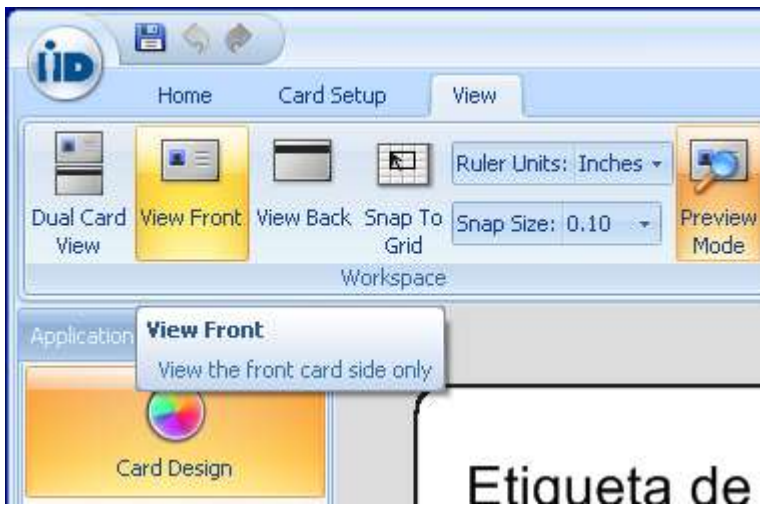 iiD
Home Card Setup View
Ruler Units: Inches
Snap Size: 0.10
Dual Card View
View Front
View Back
Snap To Grid
Preview Mode
Workspace
Application
View Front
View the front card side only
Card Design
Etiqueta de